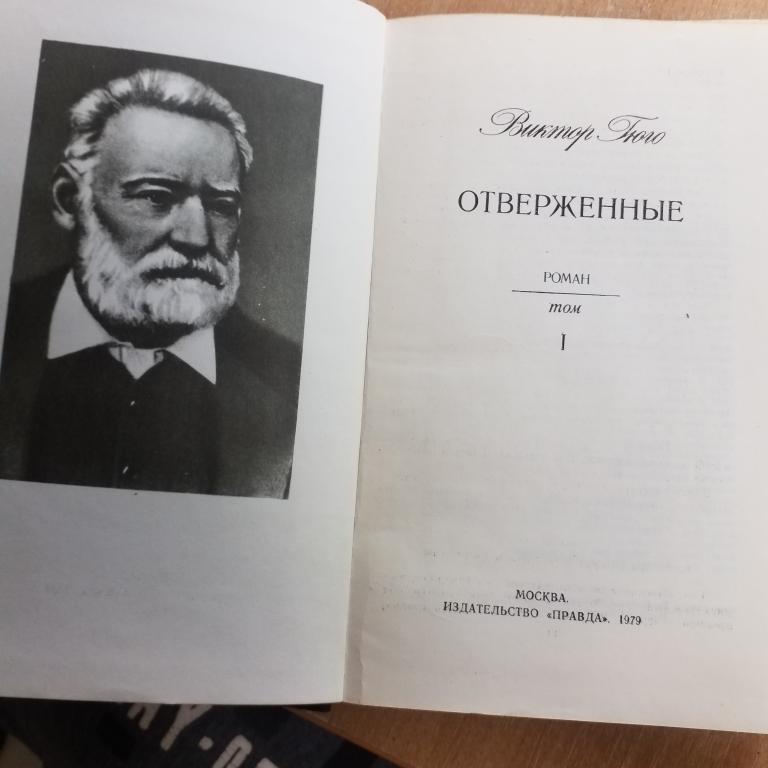 Виктор Гюго
ОТВЕРЖЕННЫЕ
РОМАН
том
I
МОСКВА.
ИЗДАТЕЛЬСТВО «ПРАВДА». 1979